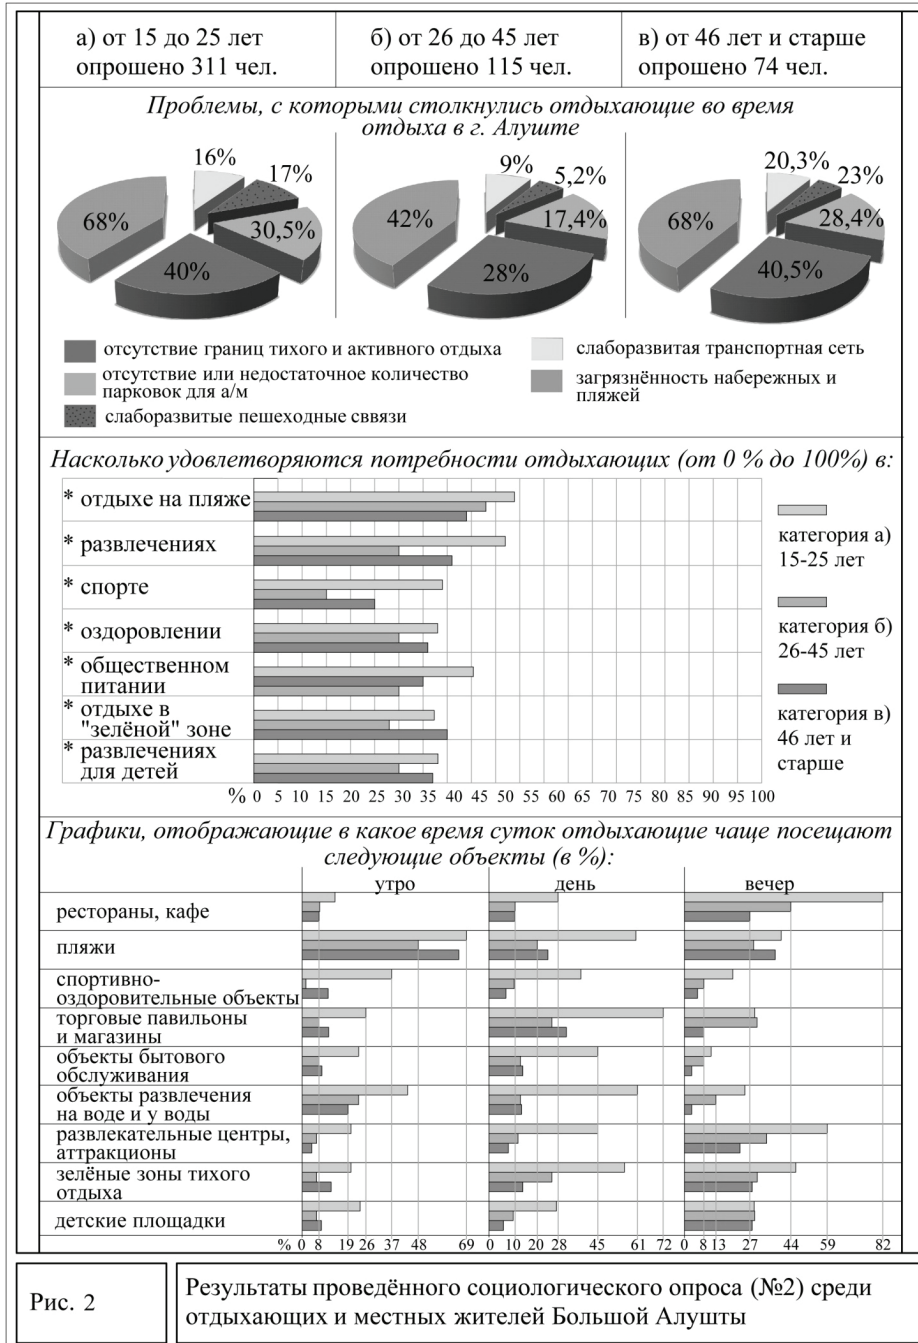 а) от 15 до 25 лет
опрошено 311 чел.
б) от 26 до 45 лет
опрошено 115 чел.
в) от 46 лет и старше
опрошено 74 чел.
Проблемы, с которыми столкнулись отдыхающие во время
отдыха в г. Алуште
16%
17%
30,5%
40%
68%
9%
5,2%
17,4%
28%
42%
20,3%
23%
28,4%
40,5%
68%
отсутствие границ тихого и активного отдыха
отсутствие или недостаточное количество
парковок для а/м
слаборазвитые пешеходные свввязи
слаборазвитая транспортная сеть
загрязнённость набережных и
пляжей
Насколько удовлетворяются потребности отдыхающих (от 0 % до 100%) в:
* отдыхе на пляже
* развлечениях
* спорте
* оздоровлении
* общественном
питании
* отдыхе в
"зелёной" зоне
* развлечениях
для детей
% 0 5 10 25 30 35 40 45 50 55 60 65 70 75 80 85 90 95 100
категория а)
15-25 лет
категория б)
26-45 лет
категория в)
46 лет и
старше
Графики, отображающие в какое время суток отдыхающие чаще посещают
следующие объекты (в %):
утро день вечер
рестораны, кафе
пляжи
спортивно-
оздоровительные объекты
торговые павильоны
и магазины
объекты бытового
обслуживания
объекты развлечения
на воде и у воды
развлекательные центры,
аттракционы
зелёные зоны тихого
отдыха
детские площадки
% 0 8 19 26 37 48 69 0 10 20 28 45 61 72 0 8 13 27 44 59 82
Рис. 2
Результаты проведённого социологического опроса (№2) среди
отдыхающих и местных жителей Большой Алушты